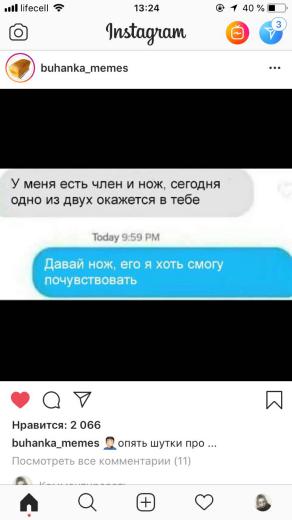 lifecell
13:24
40 %
Instagram
3
buhanka_memes
У меня есть член и нож, сегодня
одно из двух окажется в тебе
Today 9:59 PM
Давай нож, его я хоть смогу
почувствовать
Нравится: 2 066
buhanka_memes 🤦🏻‍♂️опять шутки про ...
Посмотреть все комментарии (11)
Комментировать...